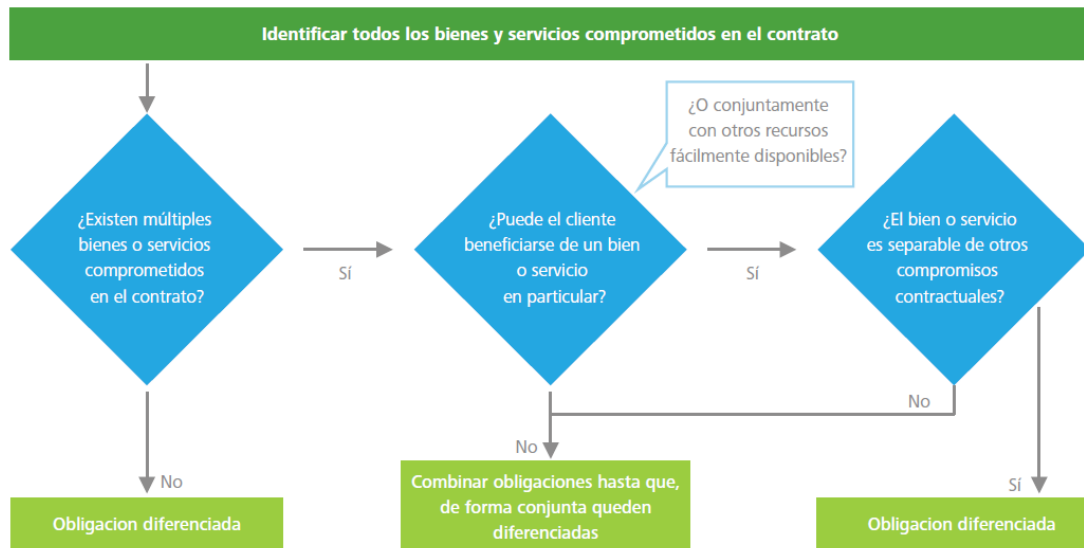 Identificar todos los bienes y servicios comprometidos en el contrato
¿O conjuntamente
con otros recursos
fácilmente disponibles?
¿Existen múltiples
bienes o servicios
comprometidos
en el contrato?
Sí
¿Puede el cliente
beneficiarse de un bien
o servicio
en particular?
Sí
¿El bien o servicio
es separable de otros
compromisos
contractuales?
No
No
No
Sí
Obligacion diferenciada
Combinar obligaciones hasta que,
de forma conjunta queden
diferenciadas
Obligacion diferenciada